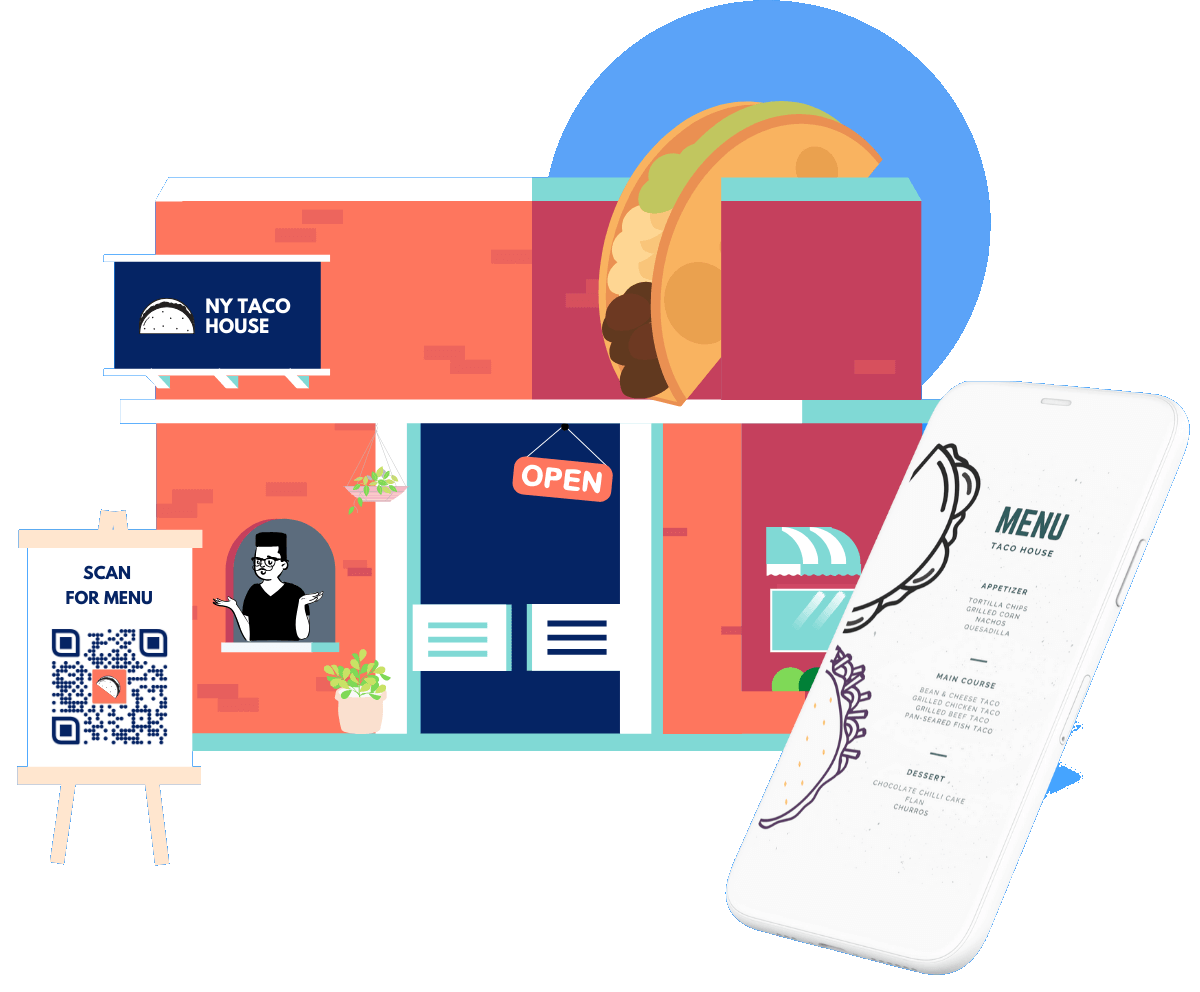 NY TACO
HOUSE
OPEN
SCAN
FOR MENU
MENU
TACO HOUSE
APPETIZER
TORTILLA CHIPS
GRILLED CORN
NACHOS
QUESADILLA
MAIN COURSE
BEAN & CHEESE TACO
GRILLED CHICKEN TACO
GRILLED BEEF TACO
PAN-SEARED FISH TACO
DESSERT
CHOCOLATE CHILLI CAKE
FLAN
CHURROS